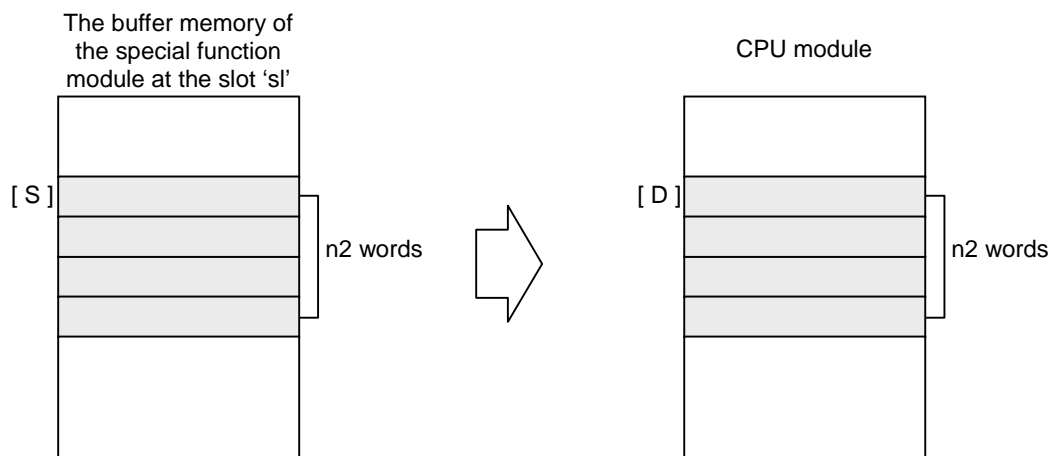 The buffer memory of
the special function
module at the slot ‘sl’
CPU module
[ S ]
n2 words
[ D ]
n2 words